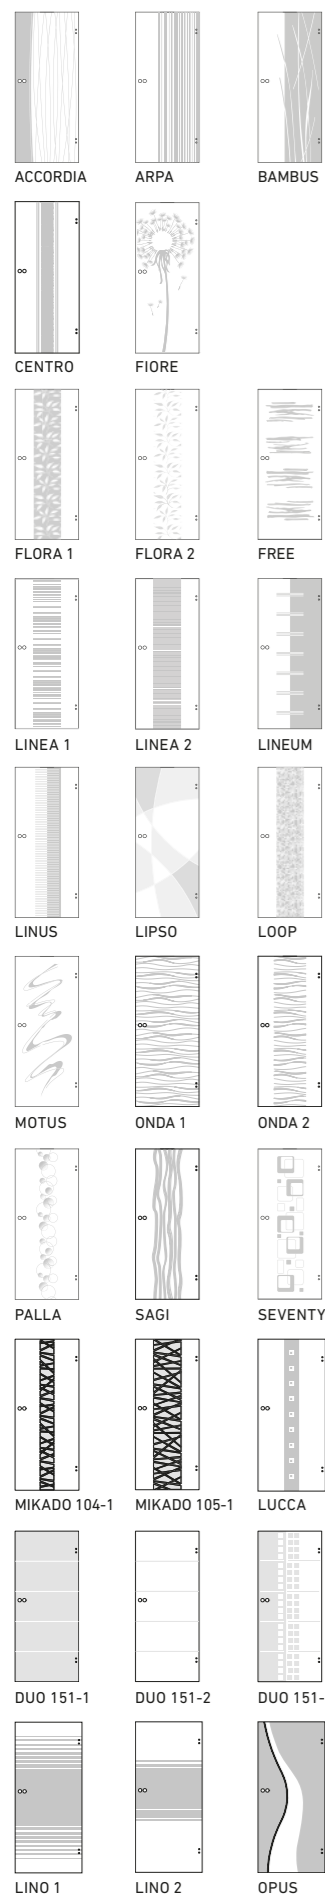 ACCORDIA ARPA BAMBUS
CENTRO FIORE
FLORA 1 FLORA 2 FREE
LINEA 1 LINEA 2 LINEUM
LINUS LIPSO LOOP
MOTUS ONDA 1 ONDA 2
PALLA SAGI SEVENTY
MIKADO 104-1 MIKADO 105-1 LUCCA
DUO 151-1 DUO 151-2 DUO 151-
LINO 1 LINO 2 OPUS